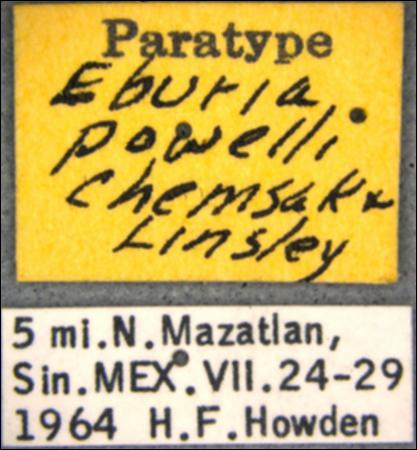 Paratype
Eburia
powelli
Chemsak &
Linsley
5 mi.N.Mazatlan,
Sin.MEX.VII.24-29
1964 H.F.Howden